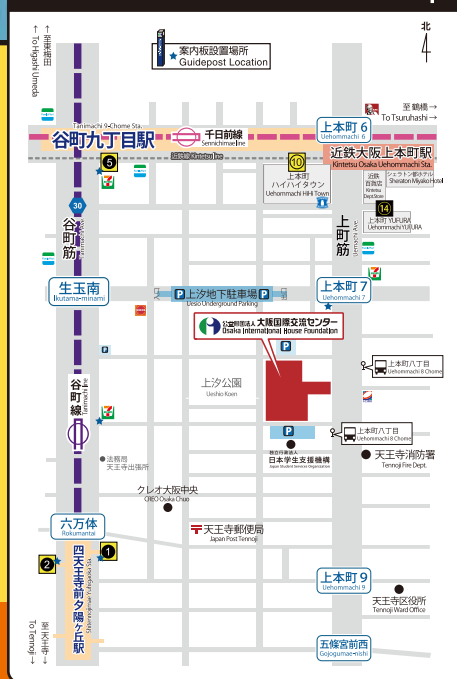 北
← 至東梅田
← To Higashi Umeda
案内板設置場所
Guidepost Location
至 鶴橋→
To Tsuruhashi→
Tanimachi 9-Chome Sta.
谷町九丁目駅
千日前線
Sennichimae line
上本町 6
Uehommachi 6
近鉄線 Kintetsu line
近鉄大阪上本町駅
Kintetsu Osaka Uehommachi Sta.
5
10
上本町
ハイハイタウン
Uehommachi HiHi Town
近鉄
百貨店
Kintetsu
Dept Store
シェラトン都ホテル
Sheraton Miyako Hotel
14
上本町 YUFURA
Uehommachi YUFURA
30
谷町筋
上町筋
Uemachi Ave.
生玉南
Ikutama-minami
P 上汐地下駐車場 P
Uesio Underground Parking
上本町 7
Uehommachi 7
公益財団法人 大阪国際交流センター
Osaka International House Foundation
P
P
上本町八丁目
Uehommachi 8 Chome
谷町線
Tanimachi line
上汐公園
Ueshio Koen
上本町八丁目
Uehommachi 8 Chome
P
独立行政法人
日本学生支援機構
Japan Student Services Organization
法務局
天王寺出張所
天王寺消防署
Tennoji Fire Dept.
クレオ大阪中央
CREO Osaka Chuo
六万体
Rokumantai
天王寺郵便局
Japan Post Tennoji
1
2
四天王寺前夕陽ヶ丘駅
上本町 9
Uehommachi 9
天王寺区役所
Tennoji Ward Office
至 天王寺→
To Tennoji →
五條宮前西
Gojogumae-nishi